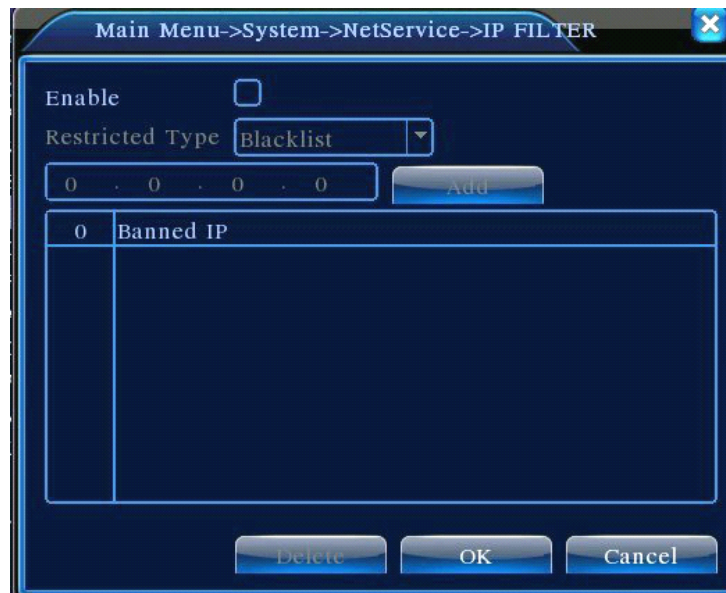 Main Menu->System->NetService->IP FILTER
Enable
Restricted Type Blacklist
0 . 0 . 0 . 0 Add
0 Banned IP
Delete OK Cancel